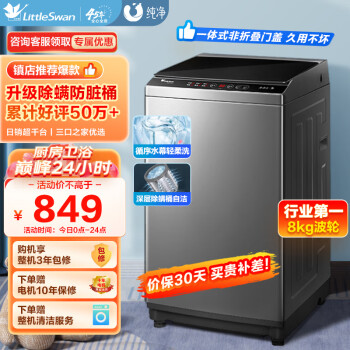 LittleSwan
纯净
咨询客服领取 专属优惠
一体式非折叠门盖 久用不坏
镇店推荐爆款
升级除螨防脏桶
累计好评50万+
日销超千台 | 三口之家优选
循序水幕轻柔洗
厨房卫浴
巅峰24小时
活动价不高于
¥849
活动时间:今日0点~24点
深层除螨桶自洁
行业第一
8kg波轮
购机享
整机3年包修
包修
价保30天 买贵补差!
下单赠
电机10年保修
下单赠
整机清洁服务